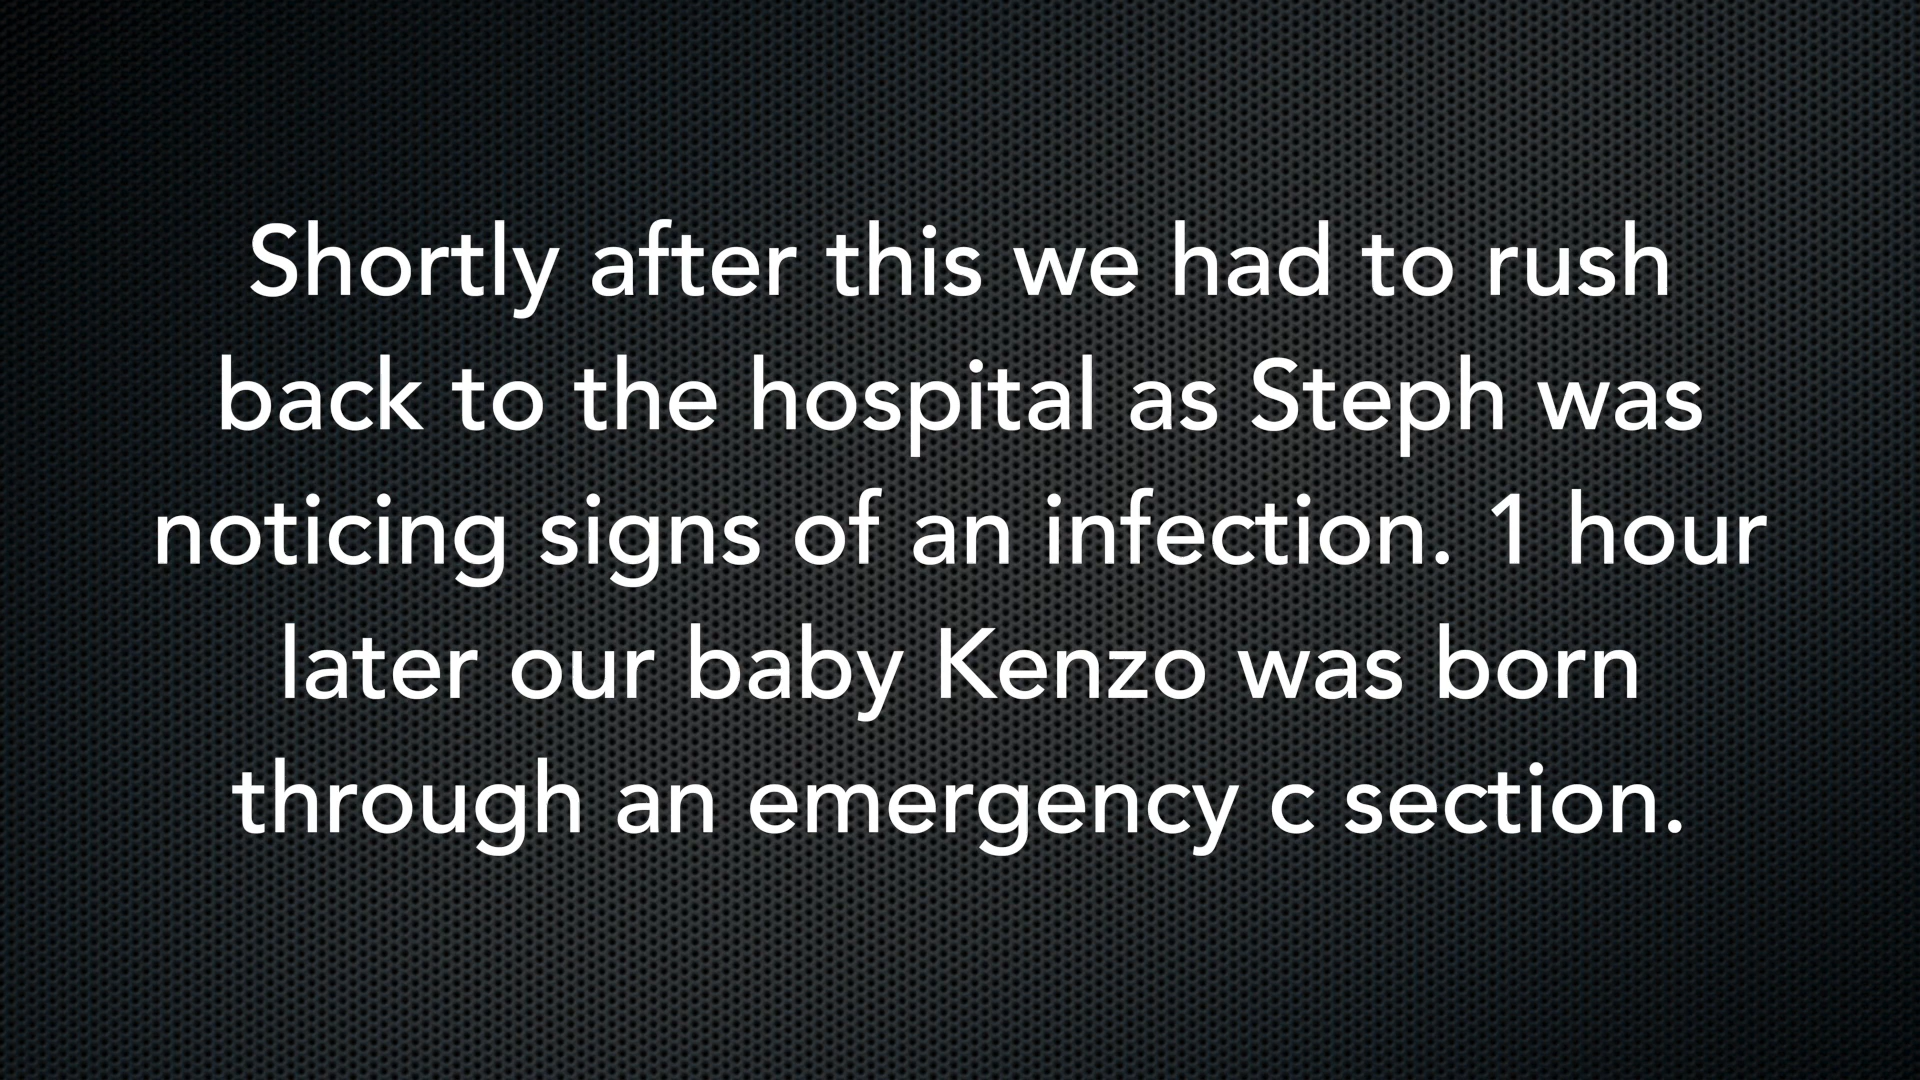 Shortly after this we had to rush
back to the hospital as Steph was
noticing signs of an infection. 1 hour
later our baby Kenzo was born
through an emergency c section.